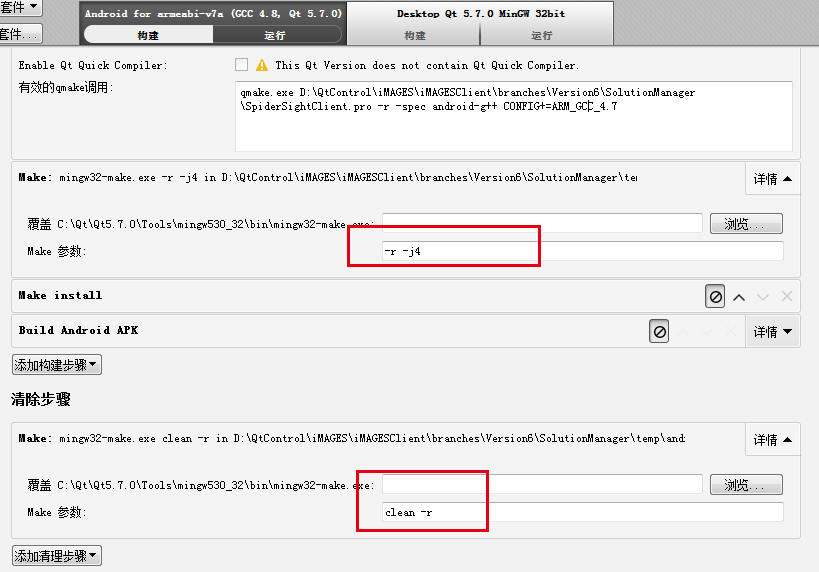 套件
Android for armeabi-v7a (GCC 4.8, Qt 5.7.0)
Desktop Qt 5.7.0 MinGW 32bit
套件...
构建
运行
构建
运行
Enable Qt Quick Compiler:
This Qt Version does not contain Qt Quick Compiler.
有效的qmake调用:
qmake.exe D:\QtControl\iMAGES\iMAGESClient\branches\Version6\SolutionManager
\SpiderSightClient.pro -r -spec android-g++ CONFIG+=ARM_GCC_4.7
Make: mingw32-make.exe -r -j4 in D:\QtControl\iMAGES\iMAGESClient\branches\Version6\SolutionManager\tem
详情
覆盖 C:\Qt\Qt5.7.0\Tools\mingw530_32\bin\mingw32-make.exe:
浏览...
Make 参数:
-r -j4
Make install
Build Android APK
详情
添加构建步骤
清除步骤
Make: mingw32-make.exe clean -r in D:\QtControl\iMAGES\iMAGESClient\branches\Version6\SolutionManager\temp\and
详情
覆盖 C:\Qt\Qt5.7.0\Tools\mingw530_32\bin\mingw32-make.exe:
浏览...
Make 参数:
clean -r
添加清理步骤